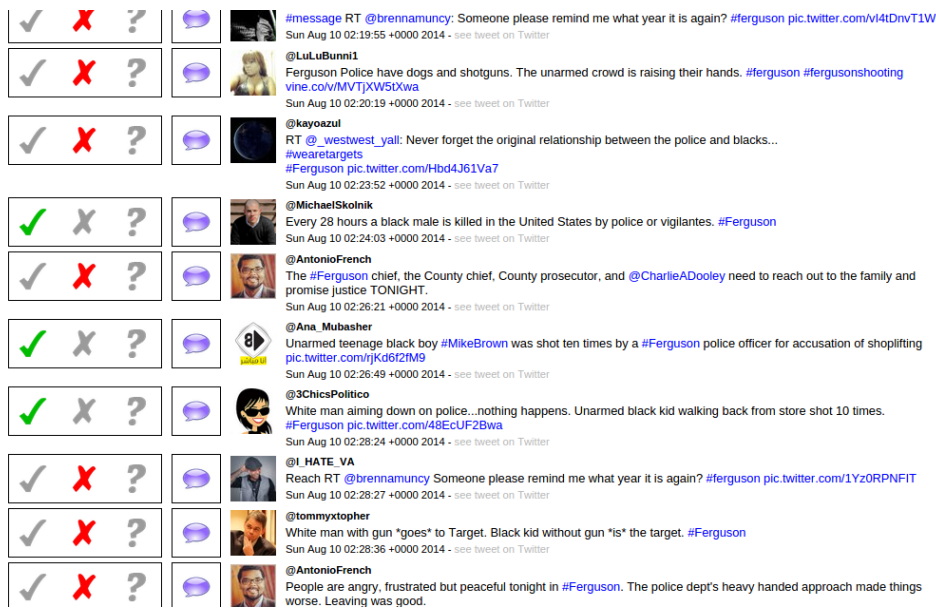 #message RT @brennamuncy: Someone please remind me what year it is again? #ferguson pic.twitter.com/vI4tDnvT1W
Sun Aug 10 02:19:55 +0000 2014 - see tweet on Twitter
@LuLuBunni1
Ferguson Police have dogs and shotguns. The unarmed crowd is raising their hands. #ferguson #fergusonshooting
vine.co/v/MVTjXW5tXwa
Sun Aug 10 02:20:19 +0000 2014 - see tweet on Twitter
@kayoazul
RT @_westwest_yall: Never forget the original relationship between the police and blacks...
#wearetargets
#Ferguson pic.twitter.com/Hbd4J61Va7
Sun Aug 10 02:23:52 +0000 2014 - see tweet on Twitter
@MichaelSkolnik
Every 28 hours a black male is killed in the United States by police or vigilantes. #Ferguson
Sun Aug 10 02:24:03 +0000 2014 - see tweet on Twitter
@AntonioFrench
The #Ferguson chief, the County chief, County prosecutor, and @CharlieADooley need to reach out to the family and
promise justice TONIGHT.
Sun Aug 10 02:26:21 +0000 2014 - see tweet on Twitter
@Ana_Mubasher
Unarmed teenage black boy #MikeBrown was shot ten times by a #Ferguson police officer for accusation of shoplifting
pic.twitter.com/rjKd6f2fM9
Sun Aug 10 02:26:49 +0000 2014 - see tweet on Twitter
@3ChicsPolitico
White man aiming down on police...nothing happens. Unarmed black kid walking back from store shot 10 times.
#Ferguson pic.twitter.com/48EcUF2Bwa
Sun Aug 10 02:28:24 +0000 2014 - see tweet on Twitter
@I_HATE_VA
Reach RT @brennamuncy Someone please remind me what year it is again? #ferguson pic.twitter.com/1Yz0RPNFIT
Sun Aug 10 02:28:27 +0000 2014 - see tweet on Twitter
@tommyxtopher
White man with gun *goes* to Target. Black kid without gun *is* the target. #Ferguson
Sun Aug 10 02:28:36 +0000 2014 - see tweet on Twitter
@AntonioFrench
People are angry, frustrated but peaceful tonight in #Ferguson. The police dept's heavy handed approach made things
worse. Leaving was good.